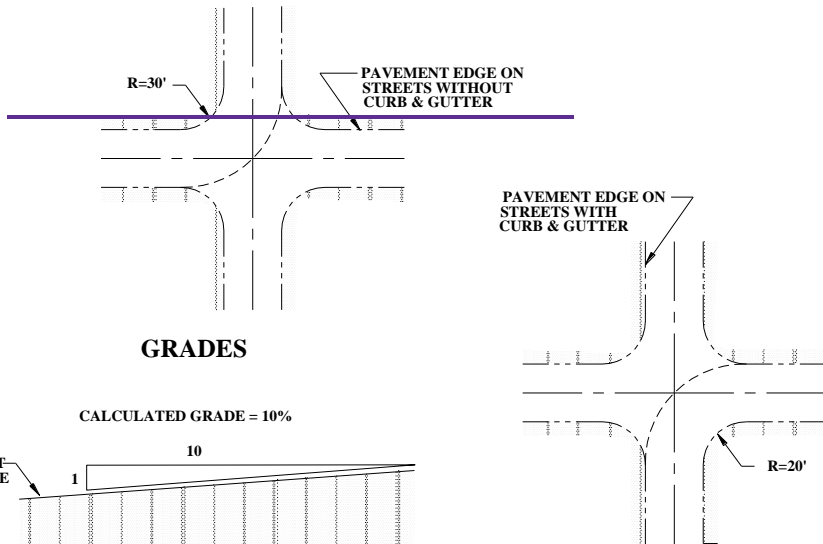 R=30'
PAVEMENT EDGE ON
STREETS WITHOUT
CURB & GUTTER
PAVEMENT EDGE ON
STREETS WITH
CURB & GUTTER
GRADES
CALCULATED GRADE = 10%
10
1
T
E
R=20'